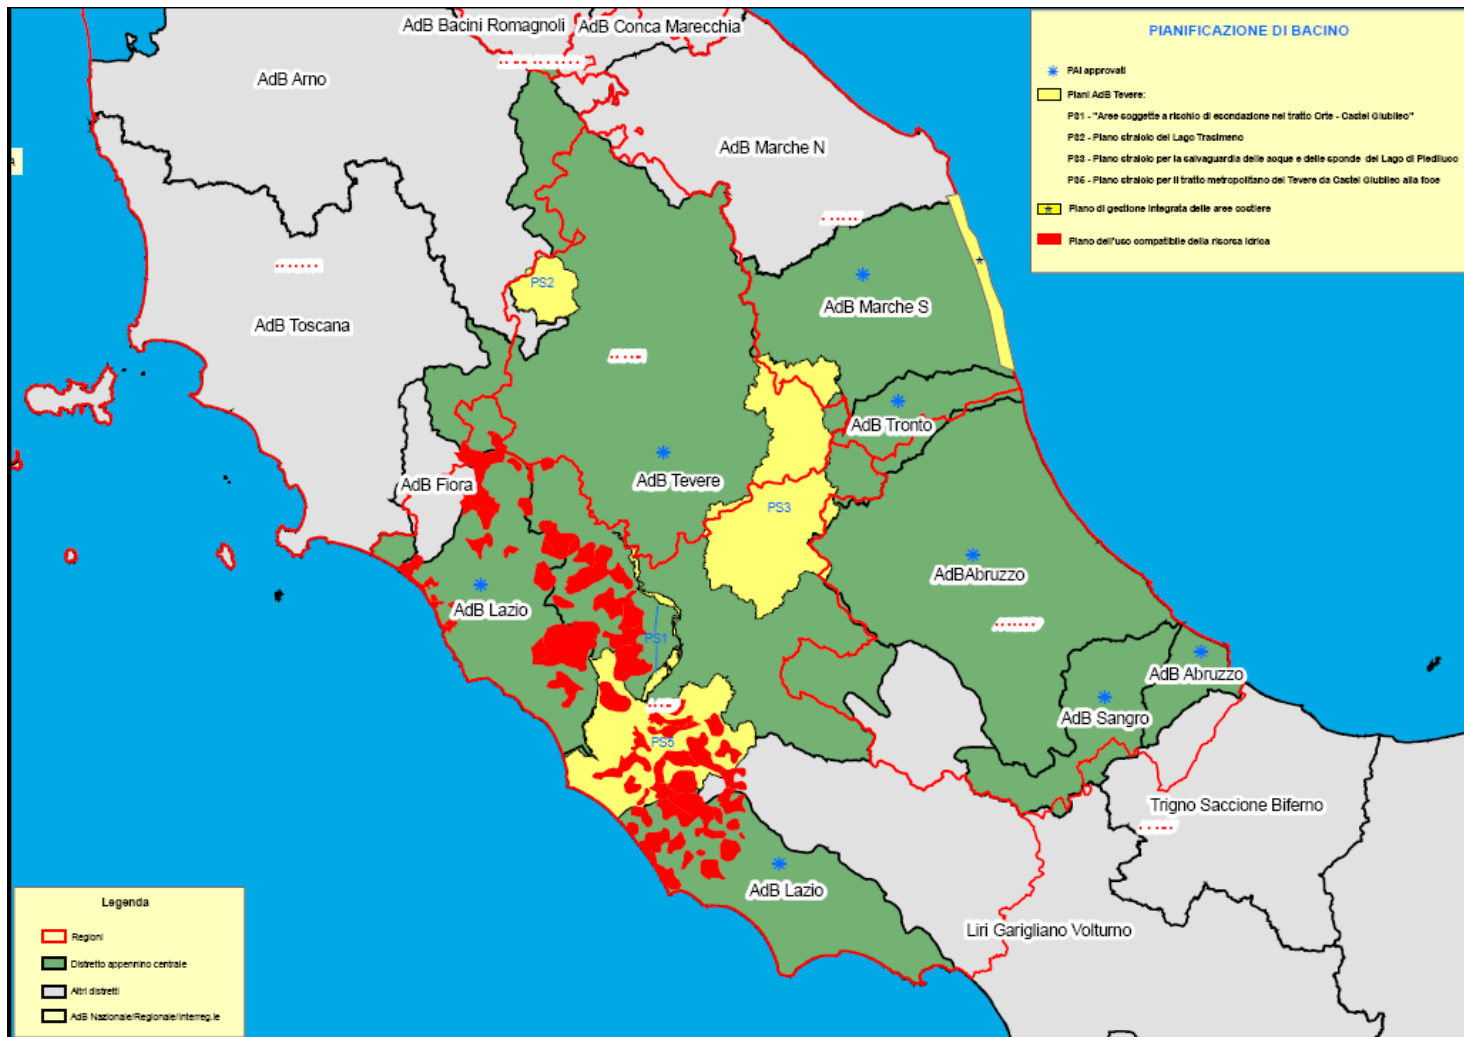 AdB Bacini Romagnoli
AdB Conca Marecchia
AdB Arno
AdB Marche N
PIANIFICAZIONE DI BACINO
PAI approvati
Piani AdB Tevere:
PS1 - "Aree soggette a rischio di esondazione nel tratto Orte - Castel Giubileo"
PS2 - Piano stralcio del Lago Trasimeno
PS3 - Piano stralcio per la salvaguardia delle acque e delle sponde del Lago di Piediluco
PS5 - Piano stralcio per il tratto metropolitano del Tevere da Castel Giubileo alla foce
Piano di gestione integrata delle aree costiere
Piano dell'uso compatibile della risorsa idrica
A
PS2
AdB Marche S
AdB Toscana
AdB Tronto
AdB Tevere
AdB Fiora
PS3
AdBAbruzzo
AdB Lazio
PS1
AdB Abruzzo
AdB Sangro
PS5
Trigno Saccione Biferno
AdB Lazio
Liri Garigliano Volturno
Legenda
Regioni
Distretto appennino centrale
Altri distretti
AdB Nazionale/Regionale/Interreg.le